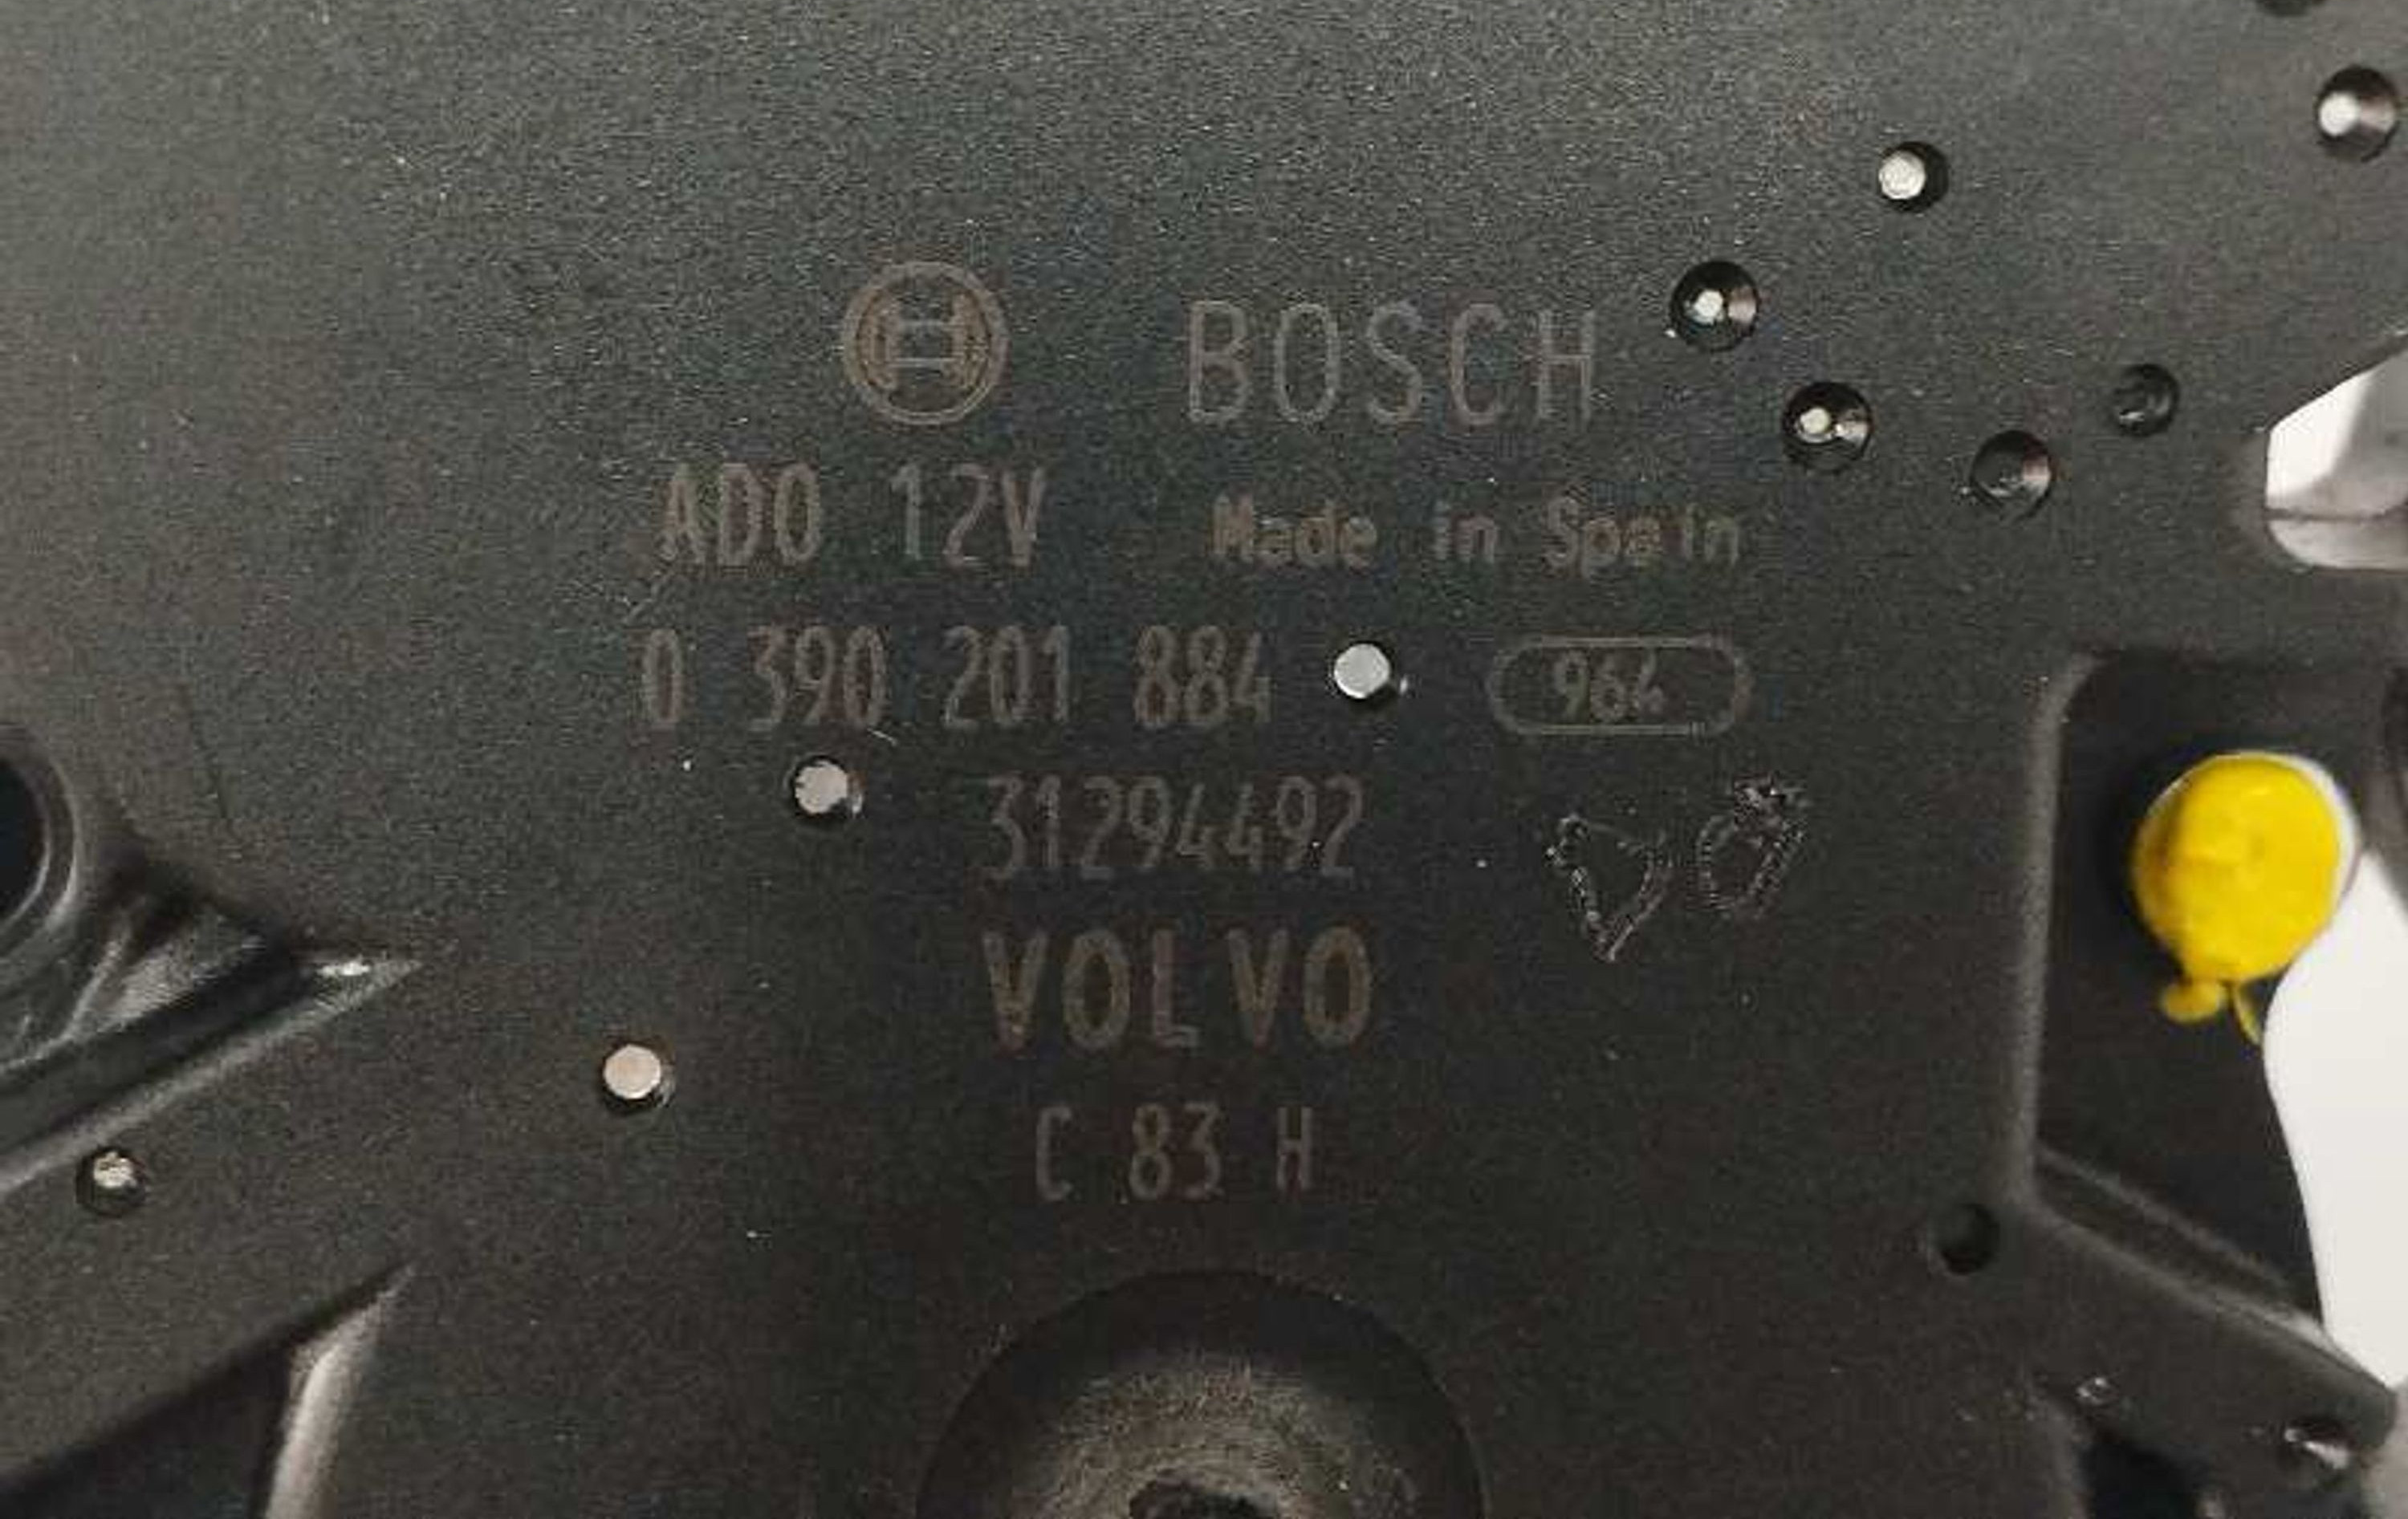 BOSCH
AD0 12V Made in Spain
0 390 201 884 964
31294492
VOLVO
C 83 H